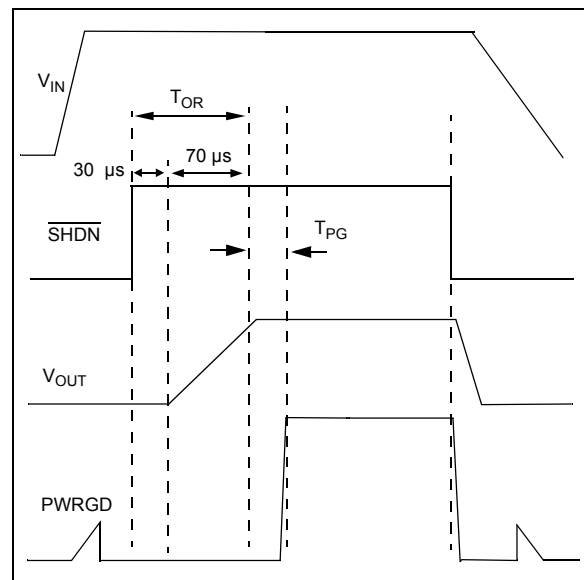 V_IN
T_OR
30 µs
70 µs
SHDN
T_PG
V_OUT
PWRGD